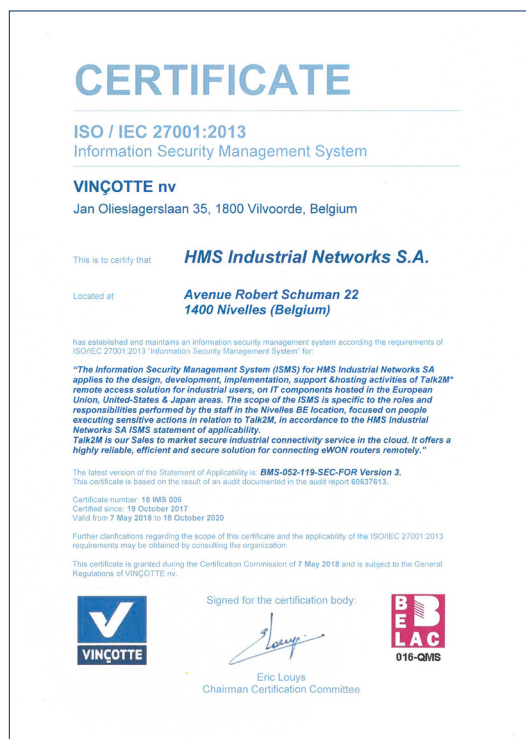 CERTIFICATE
ISO / IEC 27001:2013
Information Security Management System
VINÇOTTE nv
Jan Olieslagerslaan 35, 1800 Vilvoorde, Belgium
This is to certify that HMS Industrial Networks S.A.
Located at Avenue Robert Schuman 22
1400 Nivelles (Belgium)
has established and maintains an information security management system according the requirements of
ISO/IEC 27001:2013 "Information Security Management System" for:
"The Information Security Management System (ISMS) for HMS Industrial Networks SA
applies to the design, development, implementation, support &hosting activities of Talk2M*
remote access solution for industrial users, on IT components hosted in the European
Union, United-States & Japan areas. The scope of the ISMS is specific to the roles and
responsibilities performed by the staff in the Nivelles BE location, focused on people
executing sensitive actions in relation to Talk2M, in accordance to the HMS Industrial
Networks SA ISMS statement of applicability.
Talk2M is our Sales to market secure industrial connectivity service in the cloud. It offers a
highly reliable, efficient and secure solution for connecting eWON routers remotely."
The latest version of the Statement of Applicability is: BMS-052-119-SEC-FOR Version 3.
This certificate is based on the result of an audit documented in the audit report 60637613.
Certificate number: 18 IMS 006
Certified since: 19 October 2017
Valid from 7 May 2018 to 18 October 2020
Further clarifications regarding the scope of this certificate and the applicability of the ISO/IEC 27001:2013
requirements may be obtained by consulting the organization.
This certificate is granted during the Certification Commission of 7 May 2018 and is subject to the General
Regulations of VINÇOTTE nv.
Signed for the certification body:
VINÇOTTE
BELAC
016-QMS
Eric Louys
Chairman Certification Committee